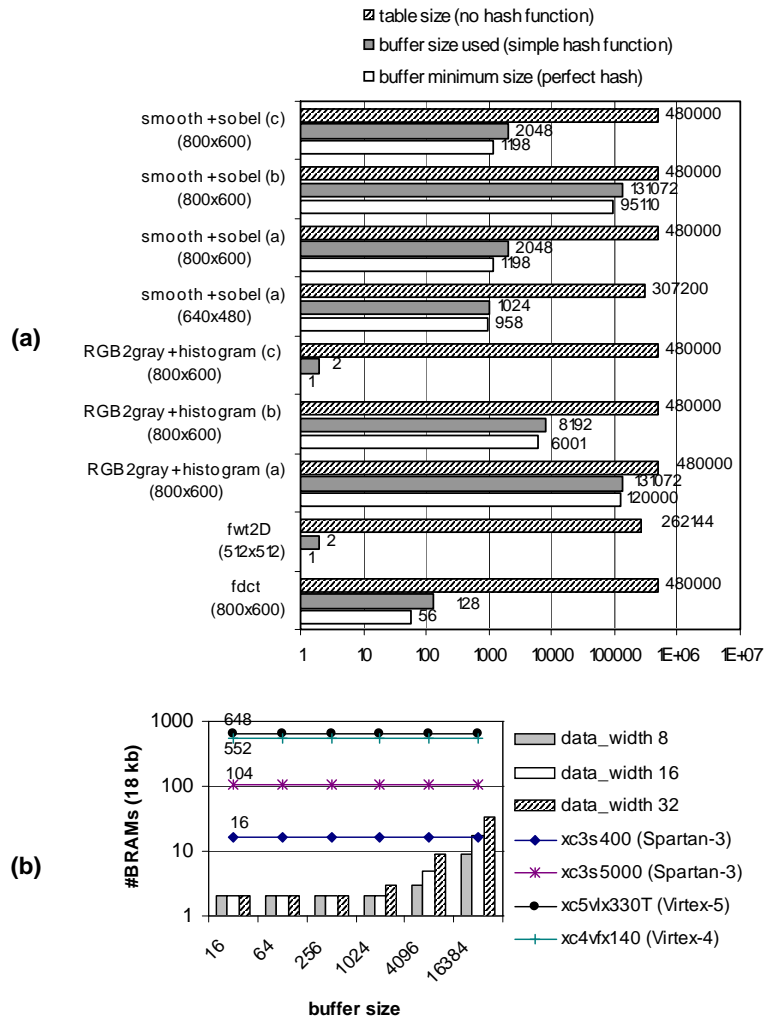 table size (no hash function)
buffer size used (simple hash function)
buffer minimum size (perfect hash)
(a)
smooth+sobel (c)
(800x600)
480000
2048
1198
smooth+sobel (b)
(800x600)
480000
131072
95110
smooth+sobel (a)
(800x600)
480000
2048
1198
smooth+sobel (a)
(640x480)
307200
1024
958
RGB2gray+histogram (c)
(800x600)
480000
2
1
RGB2gray+histogram (b)
(800x600)
480000
8192
6001
RGB2gray+histogram (a)
(800x600)
480000
131072
120000
fwt2D
(512x512)
262144
2
1
fdct
(800x600)
480000
128
56
1 10 100 1000 10000 100000 1E+06 1E+07
(b)
#BRAMs (18 kb)
1000
100
10
1
648
552
104
16
16 64 256 1024 4096 16384
buffer size
data_width 8
data_width 16
data_width 32
xc3s400 (Spartan-3)
xc3s5000 (Spartan-3)
xc5vlx330T (Virtex-5)
xc4vfx140 (Virtex-4)